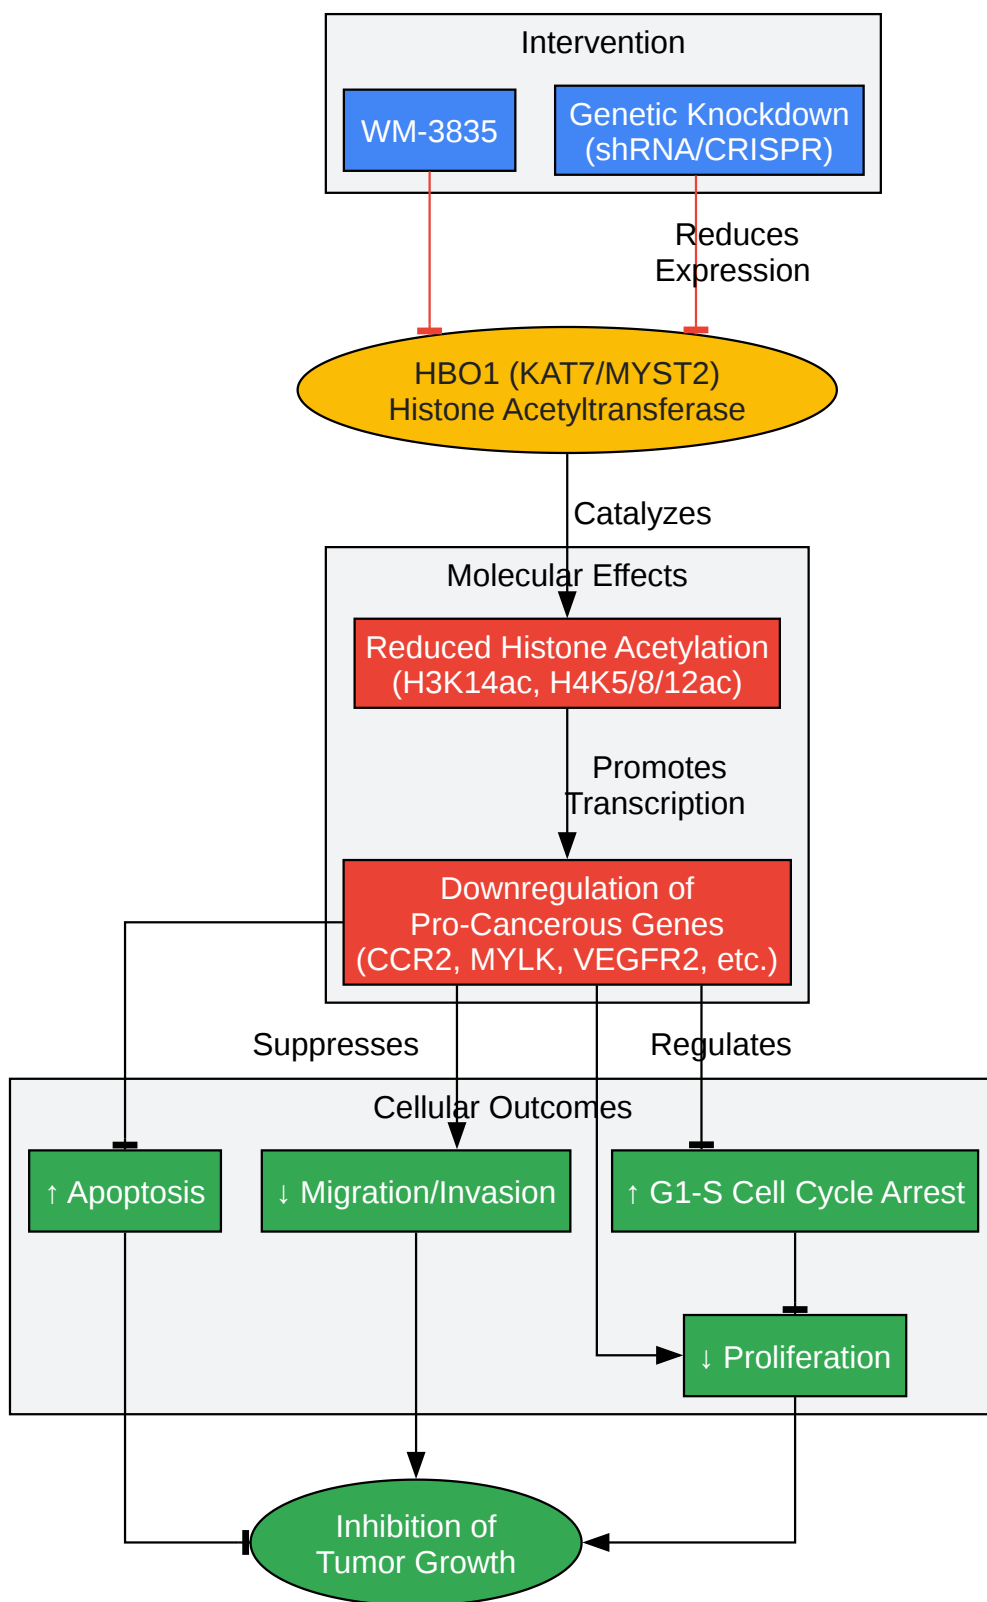 Intervention
WM-3835
Genetic Knockdown
(shRNA/CRISPR)
Reduces
Expression
HBO1 (KAT7/MYST2)
Histone Acetyltransferase
Catalyzes
Molecular Effects
Reduced Histone Acetylation
(H3K14ac, H4K5/8/12ac)
Promotes
Transcription
Downregulation of
Pro-Cancerous Genes
(CCR2, MYLK, VEGFR2, etc.)
Suppresses
Regulates
Cellular Outcomes
↑ Apoptosis
↓ Migration/Invasion
↑ G1-S Cell Cycle Arrest
↓ Proliferation
Inhibition of
Tumor Growth